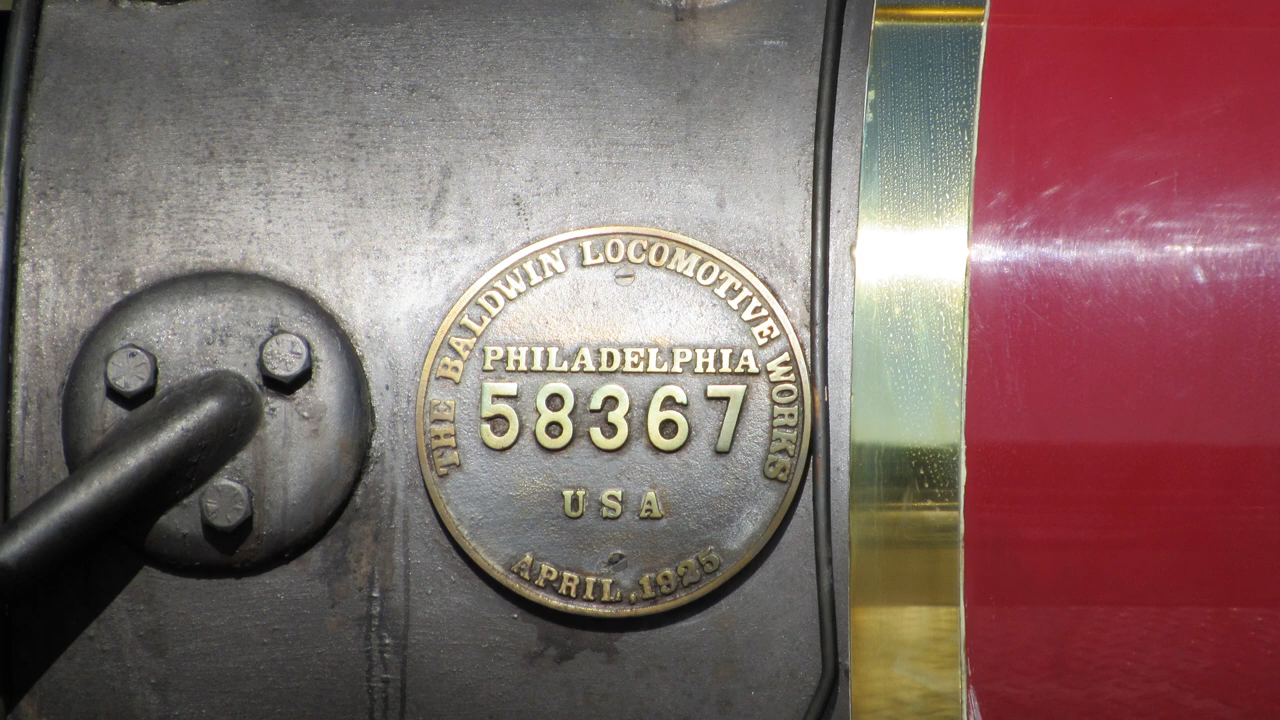 THE BALDWIN LOCOMOTIVE WORKS
PHILADELPHIA
58367
USA
APRIL, 1925